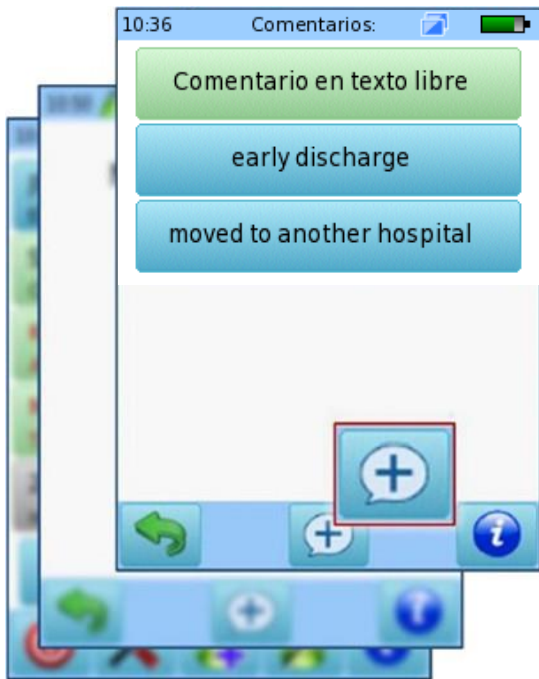 10:36 Comentarios:
Comentario en texto libre
early discharge
moved to another hospital